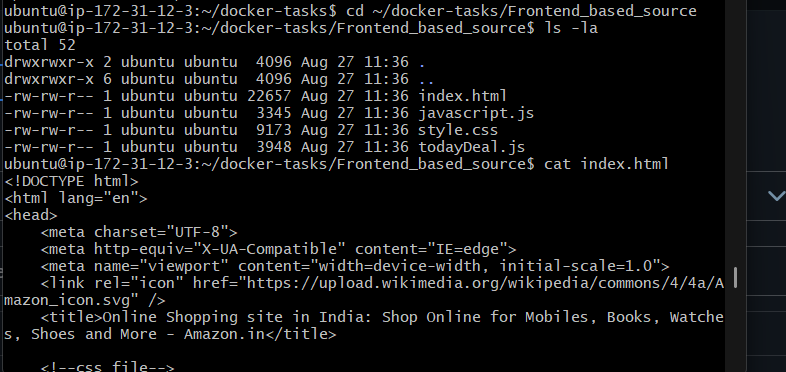 ubuntu@ip-172-31-12-3:~/docker-tasks$ cd ~/docker-tasks/Frontend_based_source
ubuntu@ip-172-31-12-3:~/docker-tasks/Frontend_based_source$ ls -la
total 52
drwxrwxr-x 2 ubuntu ubuntu  4096 Aug 27 11:36 .
drwxrwxr-x 6 ubuntu ubuntu  4096 Aug 27 11:36 ..
-rw-rw-r-- 1 ubuntu ubuntu 22657 Aug 27 11:36 index.html
-rw-rw-r-- 1 ubuntu ubuntu  3345 Aug 27 11:36 javascript.js
-rw-rw-r-- 1 ubuntu ubuntu  9173 Aug 27 11:36 style.css
-rw-rw-r-- 1 ubuntu ubuntu  3948 Aug 27 11:36 todayDeal.js
ubuntu@ip-172-31-12-3:~/docker-tasks/Frontend_based_source$ cat index.html
<!DOCTYPE html>
<html lang="en">
<head>
    <meta charset="UTF-8">
    <meta http-equiv="X-UA-Compatible" content="IE=edge">
    <meta name="viewport" content="width=device-width, initial-scale=1.0">
    <link rel="icon" href="https://upload.wikimedia.org/wikipedia/commons/4/4a/A
mazon_icon.svg" />
    <title>Online Shopping site in India: Shop Online for Mobiles, Books, Watche
s, Shoes and More - Amazon.in</title>
    <!--css file-->